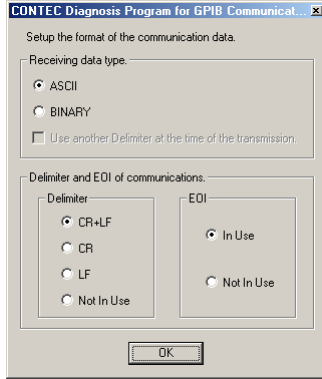 CONTEC Diagnosis Program for GPIB Communicat...
Setup the format of the communication data.
Receiving data type.
ASCII
BINARY
Use another Delimiter at the time of the transmission.
Delimiter and EOI of communications.
Delimiter
CR+LF
CR
LF
Not In Use
EOI
In Use
Not In Use
OK